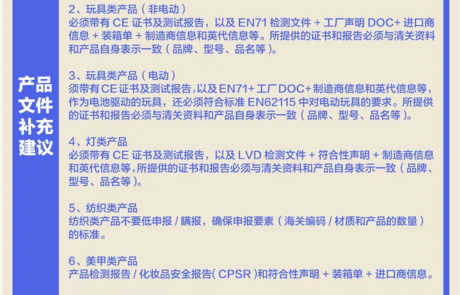 产品
文件
补充
建议
2、玩具类产品（非电动）
必须带有 CE 证书及测试报告，以及 EN71 检测文件 + 工厂声明 DOC+ 进口商
信息 + 装箱单 + 制造商信息和英代信息等。所提供的证书和报告必须与清关资料
和产品自身表示一致（品牌、型号、品名等）。
3、玩具类产品（电动）
须带有CE证书及测试报告,以及EN71+工厂DOC+制造商信息和英代信息等，
作为电池驱动的玩具，还必须符合标准EN62115中对电动玩具的要求。所提供
的证书和报告必须与清关资料和产品自身表示一致（品牌、型号、品名等）。
4、灯类产品
必须带有 CE 证书及测试报告，以及 LVD 检测文件 + 符合性声明 + 制造商信息
和英代信息等，所提供的证书和报告必须与清关资料和产品自身表示一致（品牌、
型号、品名等）。
5、纺织类产品
纺织类产品不要低申报 / 瞒报，确保申报要素（海关编码 / 材质和产品的数量）
的标准。
6、美甲类产品
产品检测报告 / 化妆品安全报告 (CPSR )和符合性声明 + 装箱单 + 进口商信息。